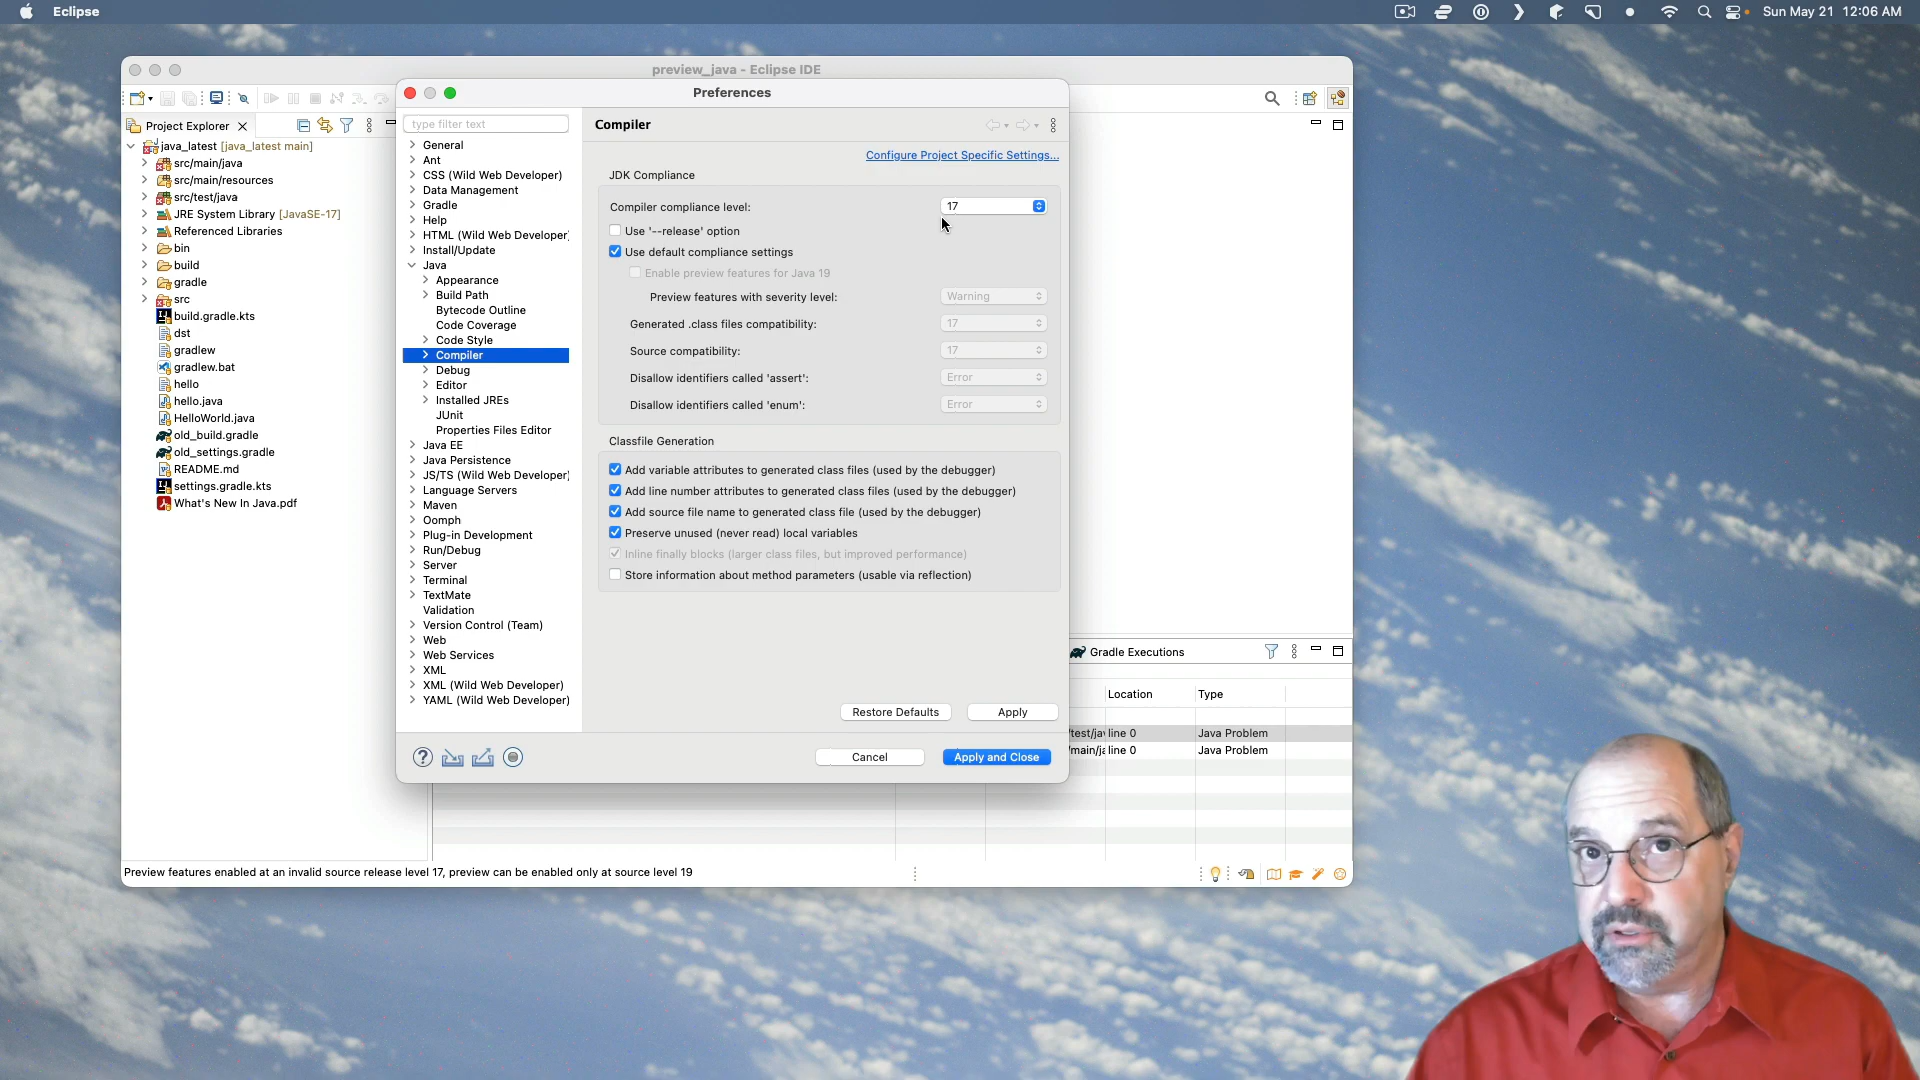 Eclipse
Sun May 21 12:06 AM
preview_java - Eclipse IDE
Project Explorer
java_latest [java_latest main]
src/main/java
src/main/resources
src/test/java
JRE System Library [JavaSE-17]
Referenced Libraries
bin
build
gradle
src
build.gradle.kts
dst
gradlew
gradlew.bat
hello
hello.java
HelloWorld.java
old_build.gradle
old_settings.gradle
README.md
settings.gradle.kts
What's New In Java.pdf
Preferences
type filter text
General
Ant
CSS (Wild Web Developer)
Data Management
Gradle
Help
HTML (Wild Web Developer)
Install/Update
Java
Appearance
Build Path
Bytecode Outline
Code Coverage
Code Style
Compiler
Debug
Editor
Installed JREs
JUnit
Properties Files Editor
Java EE
Java Persistence
JS/TS (Wild Web Developer)
Language Servers
Maven
Oomph
Plug-in Development
Run/Debug
Server
Terminal
TextMate
Validation
Version Control (Team)
Web
Web Services
XML
XML (Wild Web Developer)
YAML (Wild Web Developer)
Compiler
Configure Project Specific Settings...
JDK Compliance
Compiler compliance level: 17
Use '--release' option
Use default compliance settings
Enable preview features for Java 19
Preview features with severity level: Warning
Generated .class files compatibility: 17
Source compatibility: 17
Disallow identifiers called 'assert': Error
Disallow identifiers called 'enum': Error
Classfile Generation
Add variable attributes to generated class files (used by the debugger)
Add line number attributes to generated class files (used by the debugger)
Add source file name to generated class file (used by the debugger)
Preserve unused (never read) local variables
Inline finally blocks (larger class files, but improved performance)
Store information about method parameters (usable via reflection)
Restore Defaults Apply
Cancel Apply and Close
Gradle Executions
Location Type
/test/jav line 0 Java Problem
/main/ja line 0 Java Problem
Preview features enabled at an invalid source release level 17, preview can be enabled only at source level 19